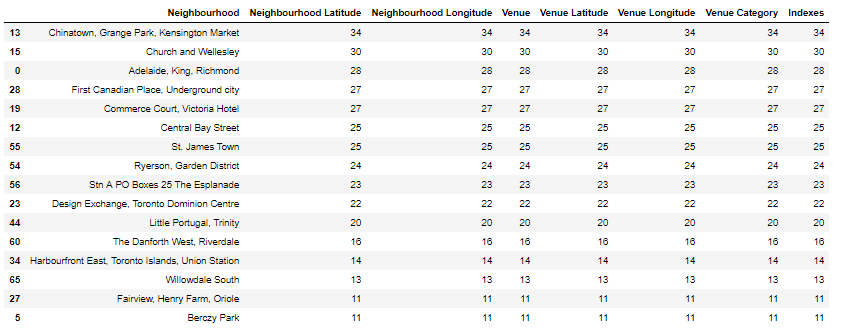 Neighbourhood Neighbourhood Latitude Neighbourhood Longitude Venue Venue Latitude Venue Longitude Venue Category Indexes
13 Chinatown, Grange Park, Kensington Market 34 34 34 34 34 34 34
15 Church and Wellesley 30 30 30 30 30 30 30
0 Adelaide, King, Richmond 28 28 28 28 28 28 28
28 First Canadian Place, Underground city 27 27 27 27 27 27 27
19 Commerce Court, Victoria Hotel 27 27 27 27 27 27 27
12 Central Bay Street 25 25 25 25 25 25 25
55 St. James Town 25 25 25 25 25 25 25
54 Ryerson, Garden District 24 24 24 24 24 24 24
56 Stn A PO Boxes 25 The Esplanade 23 23 23 23 23 23 23
23 Design Exchange, Toronto Dominion Centre 22 22 22 22 22 22 22
44 Little Portugal, Trinity 20 20 20 20 20 20 20
60 The Danforth West, Riverdale 16 16 16 16 16 16 16
34 Harbourfront East, Toronto Islands, Union Station 14 14 14 14 14 14 14
65 Willowdale South 13 13 13 13 13 13 13
27 Fairview, Henry Farm, Oriole 11 11 11 11 11 11 11
5 Berczy Park 11 11 11 11 11 11 11